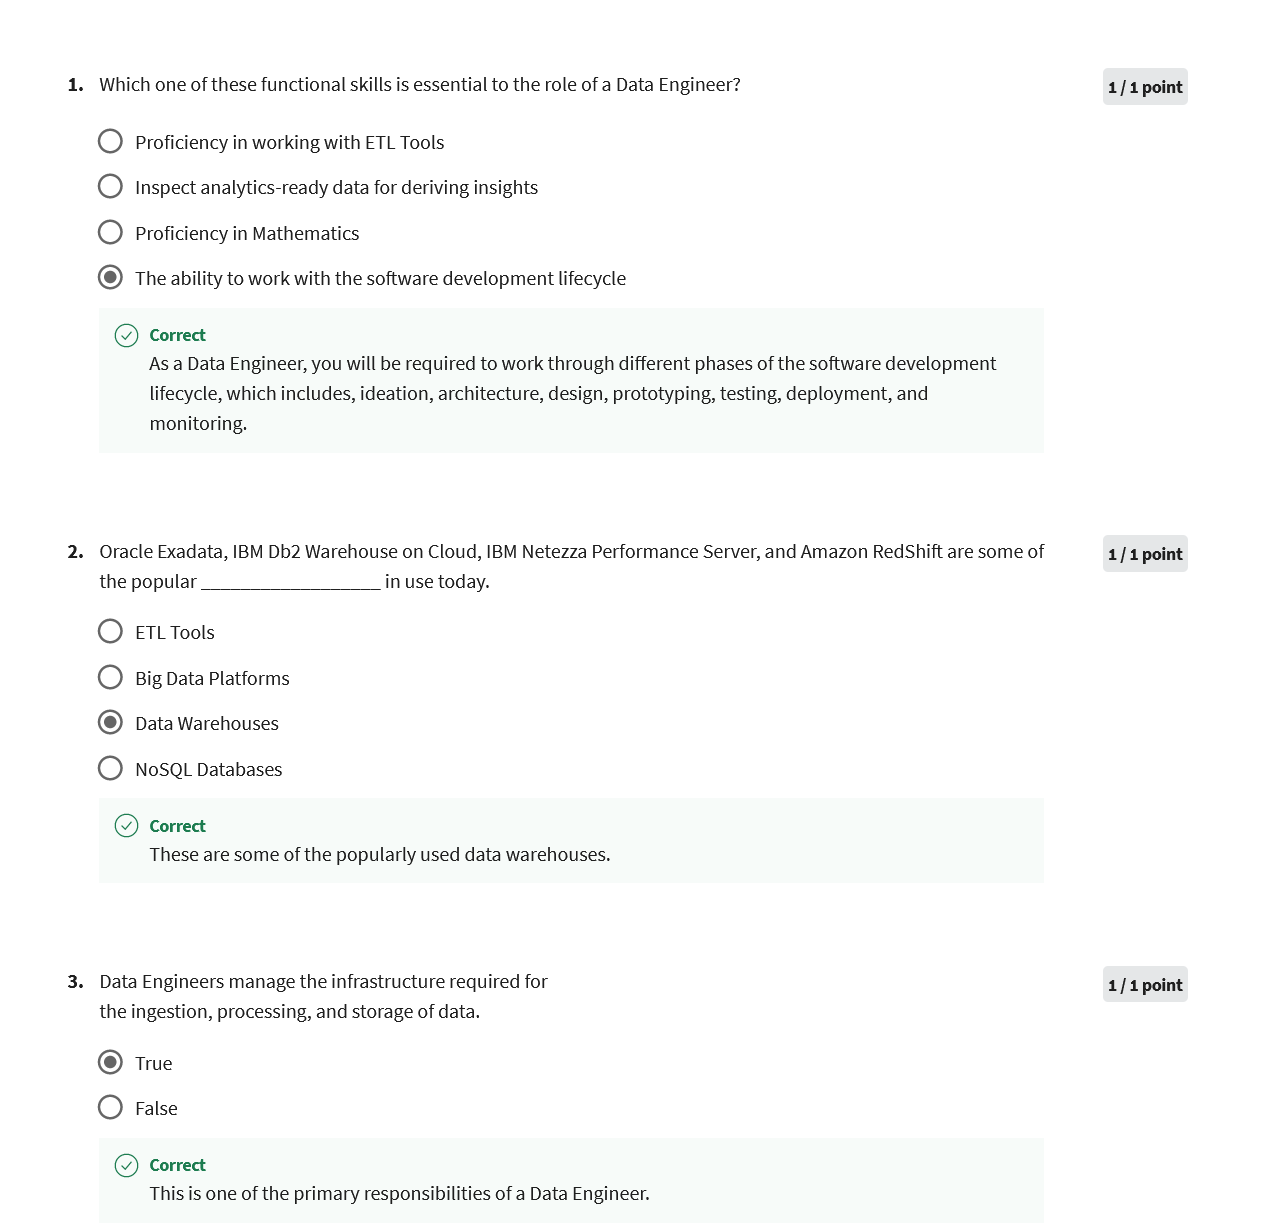 1. Which one of these functional skills is essential to the role of a Data Engineer?
1 / 1 point
Proficiency in working with ETL Tools
Inspect analytics-ready data for deriving insights
Proficiency in Mathematics
The ability to work with the software development lifecycle
Correct
As a Data Engineer, you will be required to work through different phases of the software development
lifecycle, which includes, ideation, architecture, design, prototyping, testing, deployment, and
monitoring.
2. Oracle Exadata, IBM Db2 Warehouse on Cloud, IBM Netezza Performance Server, and Amazon RedShift are some of
1 / 1 point
the popular __________________ in use today.
ETL Tools
Big Data Platforms
Data Warehouses
NoSQL Databases
Correct
These are some of the popularly used data warehouses.
3. Data Engineers manage the infrastructure required for
1 / 1 point
the ingestion, processing, and storage of data.
True
False
Correct
This is one of the primary responsibilities of a Data Engineer.